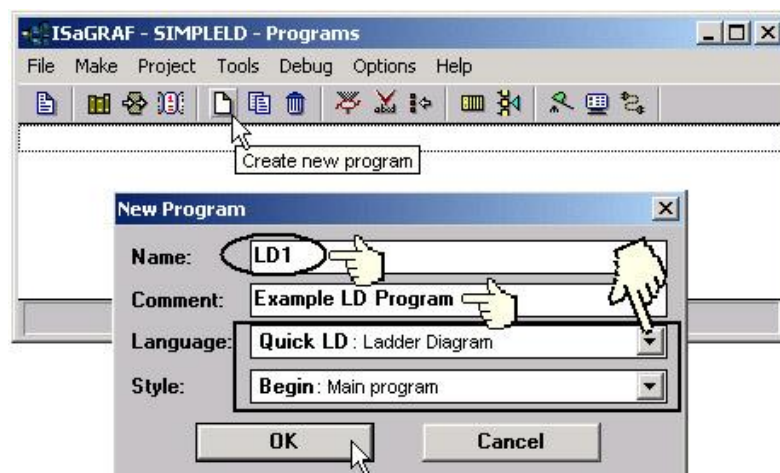 ISaGRAF - SIMPLELD - Programs
File Make Project Tools Debug Options Help
Create new program
New Program
Name: LD1
Comment: Example LD Program
Language: Quick LD : Ladder Diagram
Style: Begin : Main program
OK Cancel